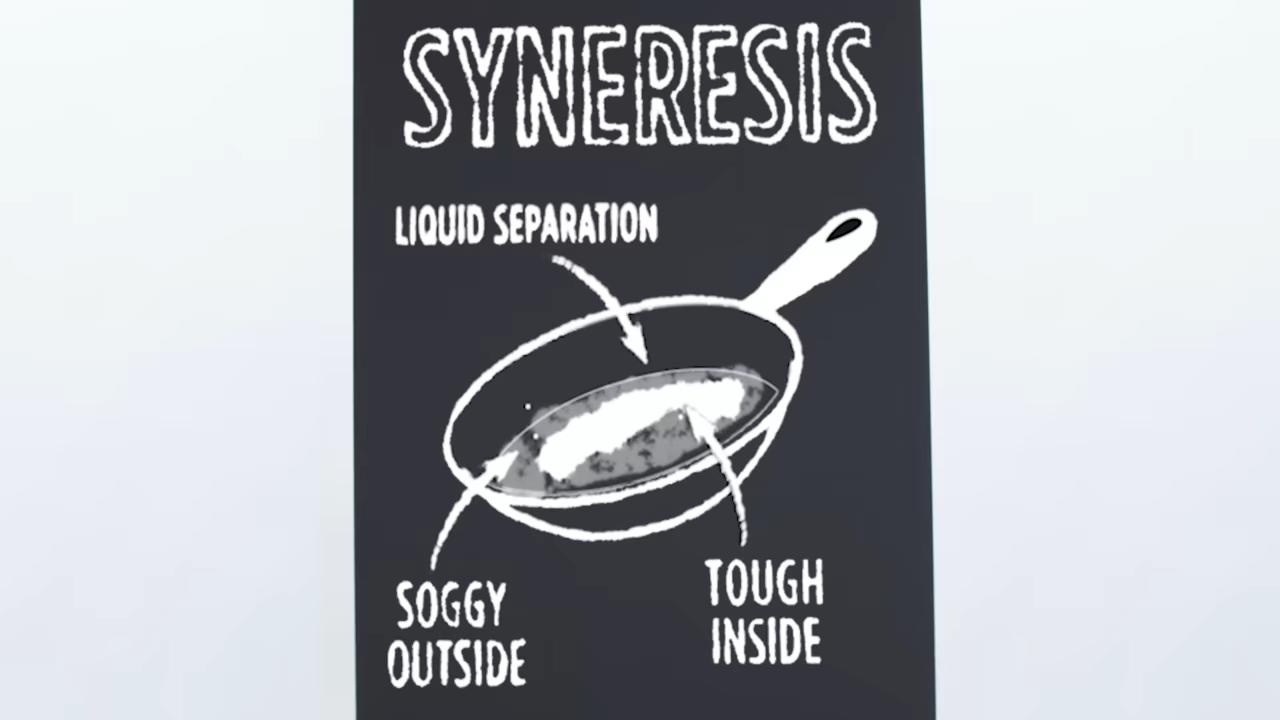 SYNERESIS
LIQUID SEPARATION
SOGGY
OUTSIDE
TOUGH
INSIDE